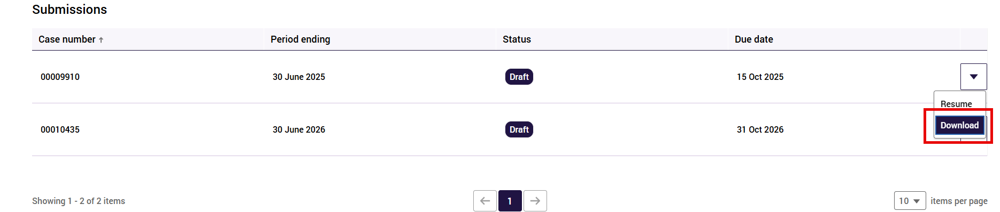 Submissions
Case number ↑ Period ending Status Due date
00009910 30 June 2025 Draft 15 Oct 2025
Resume
Download
00010435 30 June 2026 Draft 31 Oct 2026
Showing 1 - 2 of 2 items 1 10 items per page